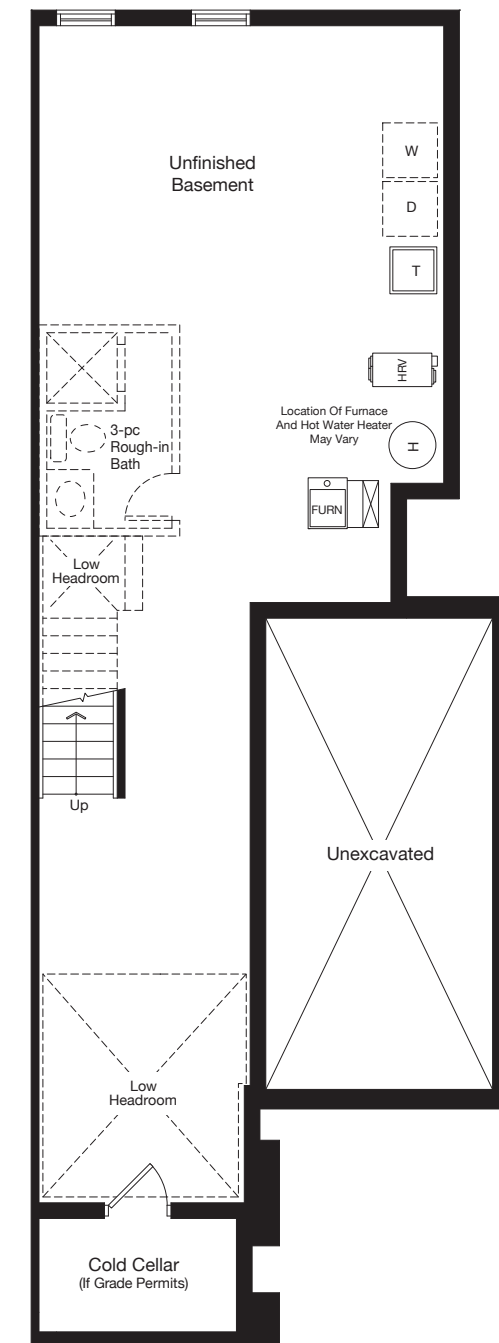 Unfinished
Basement
W
D
T
HRV
Location Of Furnace
And Hot Water Heater
May Vary
H
FURN
3-pc
Rough-in
Bath
Low
Headroom
Up
Unexcavated
Low
Headroom
Cold Cellar
(If Grade Permits)